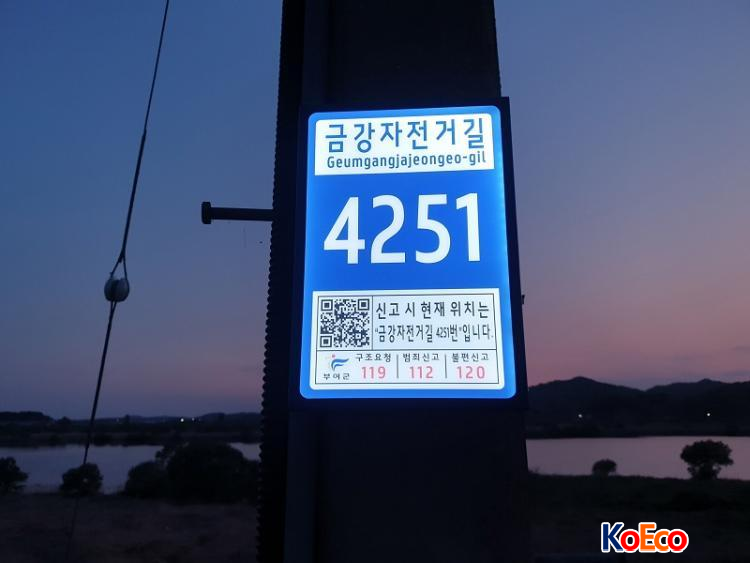 금강자전거길
Geumgangjajeongeo-gil
4251
신고 시 현재 위치는
"금강자전거길 4251번"입니다.
부여군
구조요청 범죄신고 불편신고
119 112 120
KoEco